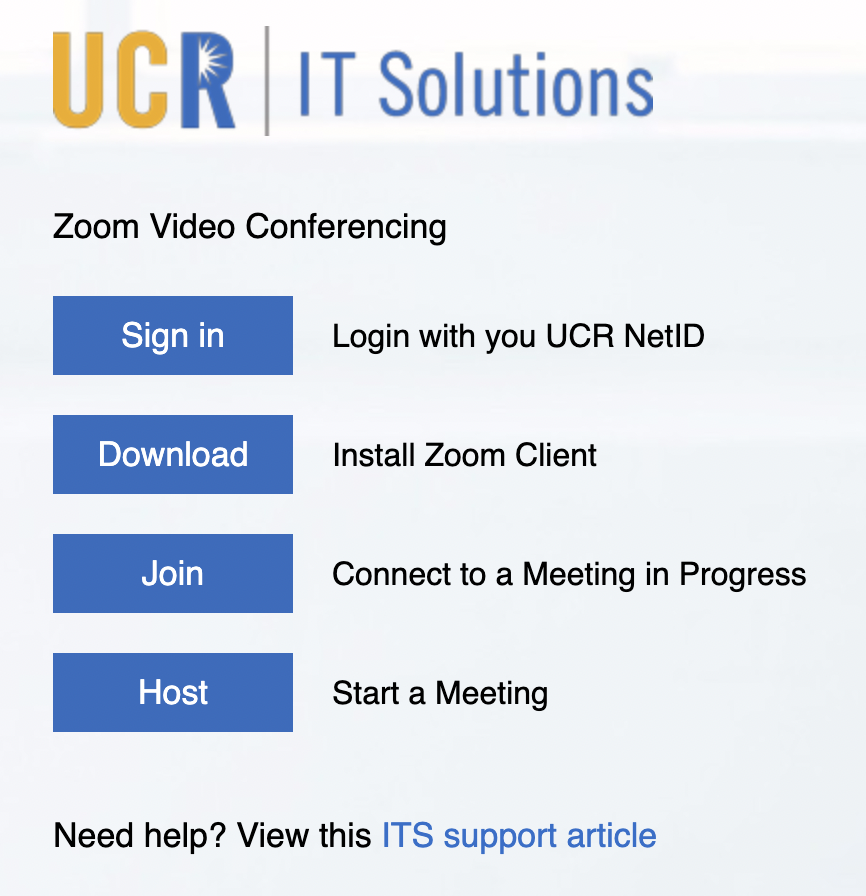 UCR | IT Solutions
Zoom Video Conferencing
Sign in Login with you UCR NetID
Download Install Zoom Client
Join Connect to a Meeting in Progress
Host Start a Meeting
Need help? View this ITS support article